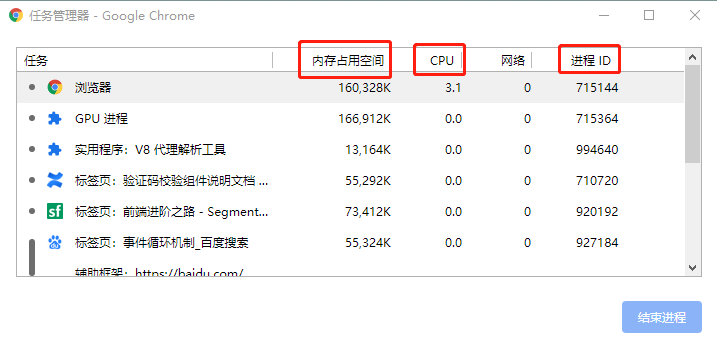 任务管理器 - Google Chrome
任务 内存占用空间 CPU 网络 进程 ID
浏览器 160,328K 3.1 0 715144
GPU 进程 166,912K 0.0 0 715364
实用程序：V8 代理解析工具 13,164K 0.0 0 994640
标签页：验证码校验组件说明文档 ... 55,292K 0.0 0 710720
标签页：前端进阶之路 - Segment... 73,412K 0.0 0 920192
标签页：事件循环机制_百度搜索 55,324K 0.0 0 927184
辅助框架：https://baidu.com/
结束进程